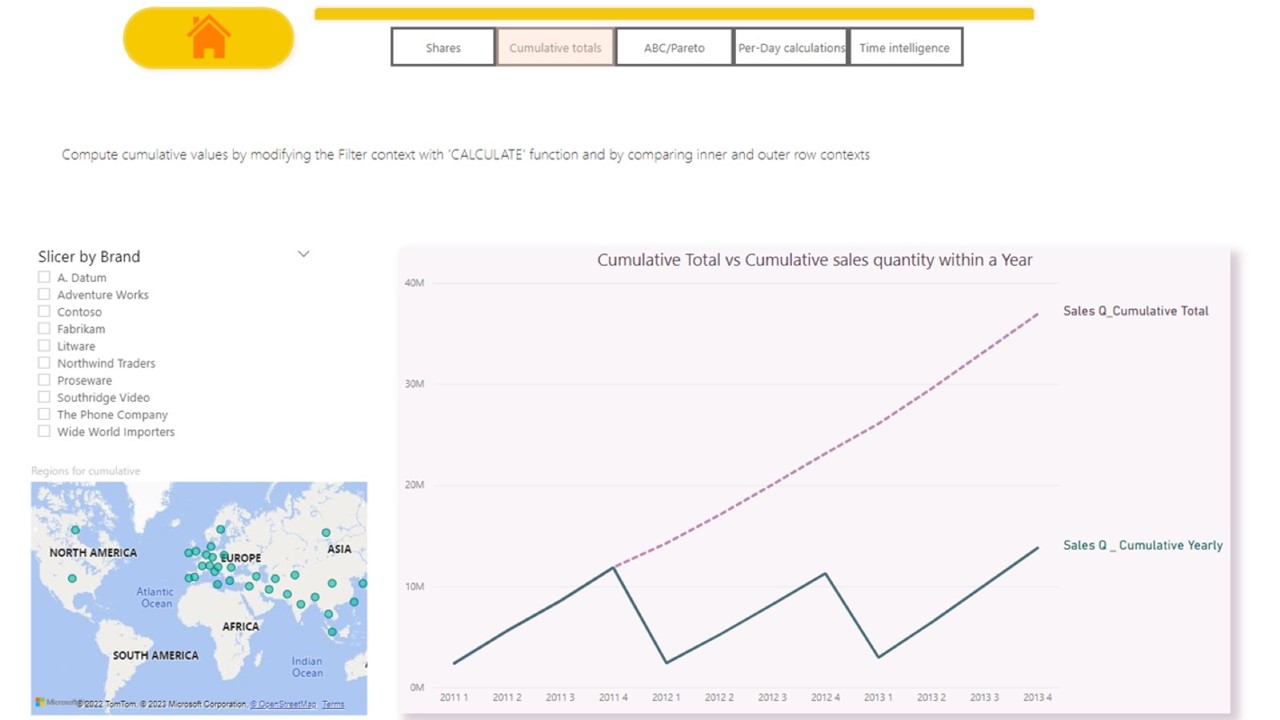 Shares
Cumulative totals
ABC/Pareto
Per-Day calculations
Time intelligence
Compute cumulative values by modifying the Filter context with 'CALCULATE' function and by comparing inner and outer row contexts
Slicer by Brand
A. Datum
Adventure Works
Contoso
Fabrikam
Litware
Northwind Traders
Proseware
Southridge Video
The Phone Company
Wide World Importers
Regions for cumulative
NORTH AMERICA
EUROPE
ASIA
Atlantic
Ocean
AFRICA
SOUTH AMERICA
Indian
Ocean
© 2022 TomTom, © 2023 Microsoft Corporation, © OpenStreetMap Terms
Cumulative Total vs Cumulative sales quantity within a Year
40M
30M
20M
10M
0M
Sales Q_Cumulative Total
Sales Q _ Cumulative Yearly
2011 1 2011 2 2011 3 2011 4 2012 1 2012 2 2012 3 2012 4 2013 1 2013 2 2013 3 2013 4